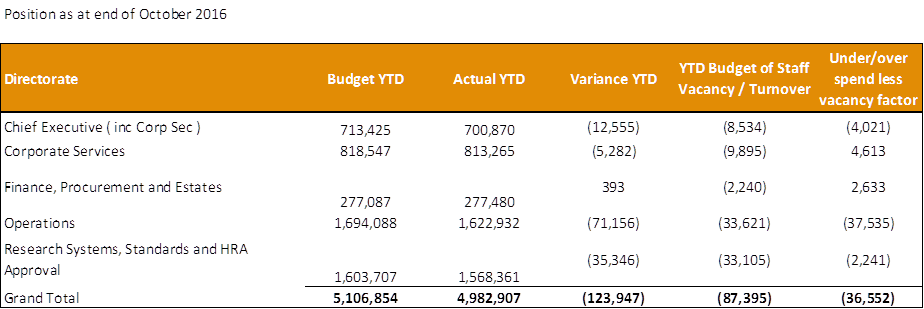 Position as at end of October 2016
Directorate Budget YTD Actual YTD Variance YTD YTD Budget of Staff Vacancy / Turnover Under/over spend less vacancy factor
Chief Executive ( inc Corp Sec ) 713,425 700,870 (12,555) (8,534) (4,021)
Corporate Services 818,547 813,265 (5,282) (9,895) 4,613
Finance, Procurement and Estates 277,087 277,480 393 (2,240) 2,633
Operations 1,694,088 1,622,932 (71,156) (33,621) (37,535)
Research Systems, Standards and HRA Approval 1,603,707 1,568,361 (35,346) (33,105) (2,241)
Grand Total 5,106,854 4,982,907 (123,947) (87,395) (36,552)